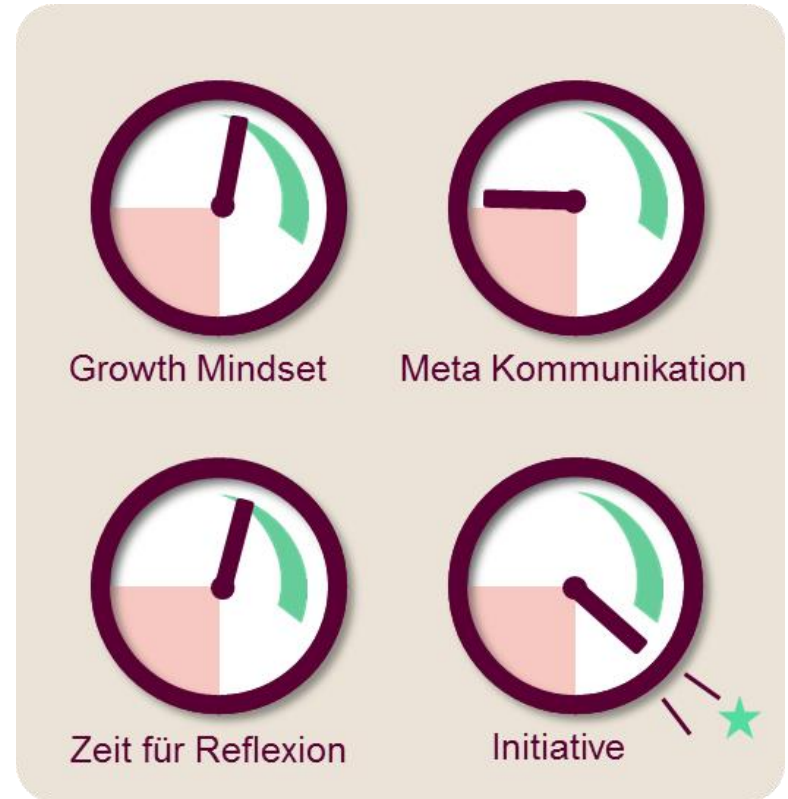 Growth Mindset
Meta Kommunikation
Zeit für Reflexion
Initiative